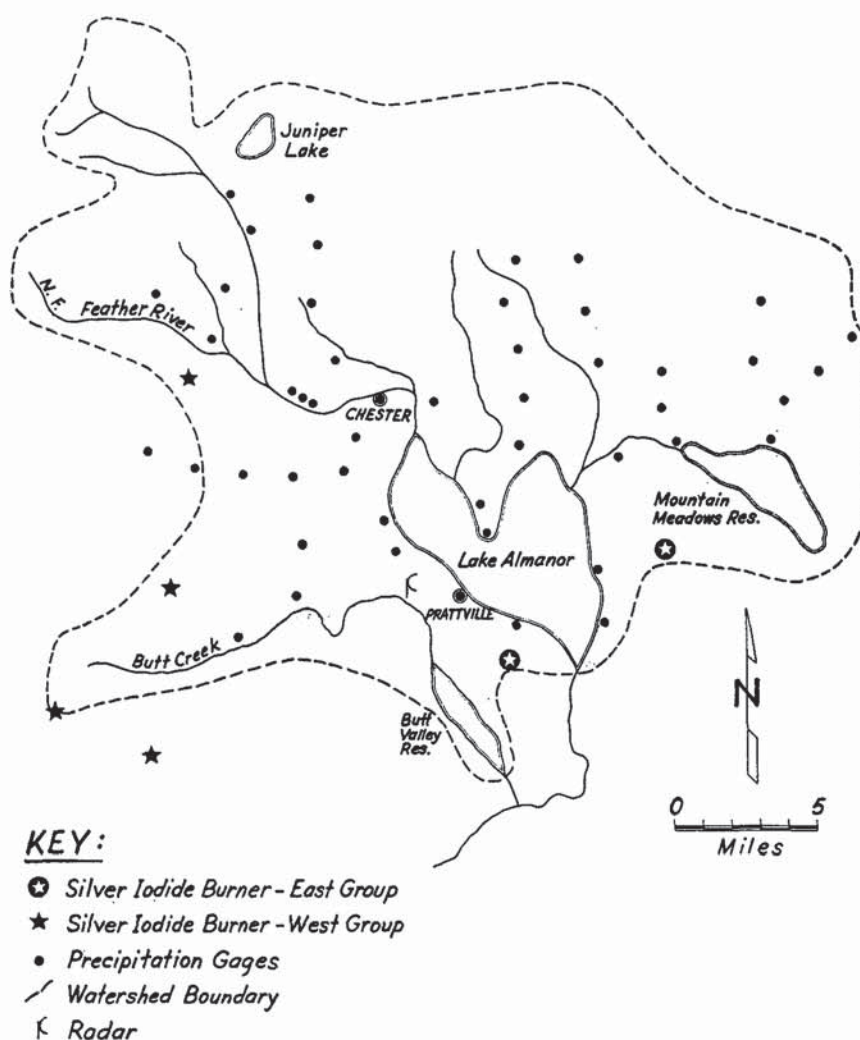 Juniper
Lake
N. F.
Feather River
CHESTER
Mountain
Meadows Res.
Lake Almanor
PRATTVILLE
Butt Creek
Butt
Valley
Res.
N
0 5
Miles
KEY:
Silver Iodide Burner - East Group
Silver Iodide Burner - West Group
Precipitation Gages
Watershed Boundary
Radar